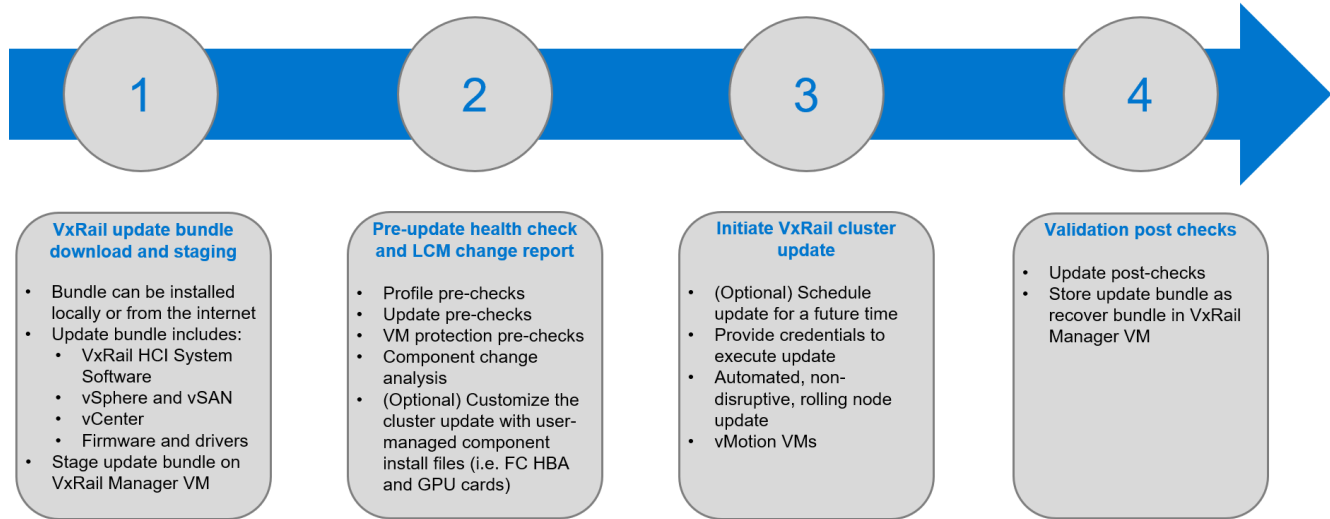 1
2
3
4
VxRail update bundle
download and staging
• Bundle can be installed
locally or from the internet
• Update bundle includes:
• VxRail HCI System
Software
• vSphere and vSAN
• vCenter
• Firmware and drivers
• Stage update bundle on
VxRail Manager VM
Pre-update health check
and LCM change report
• Profile pre-checks
• Update pre-checks
• VM protection pre-checks
• Component change
analysis
• (Optional) Customize the
cluster update with user-
managed component
install files (i.e. FC HBA
and GPU cards)
Initiate VxRail cluster
update
• (Optional) Schedule
update for a future time
• Provide credentials to
execute update
• Automated, non-
disruptive, rolling node
update
• vMotion VMs
Validation post checks
• Update post-checks
• Store update bundle as
recover bundle in VxRail
Manager VM